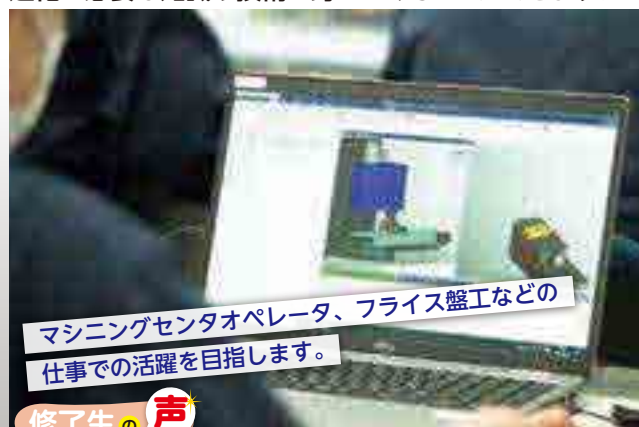 マシニングセンタオペレータ、フライス盤工などの
仕事での活躍を目指します。
修了生の声